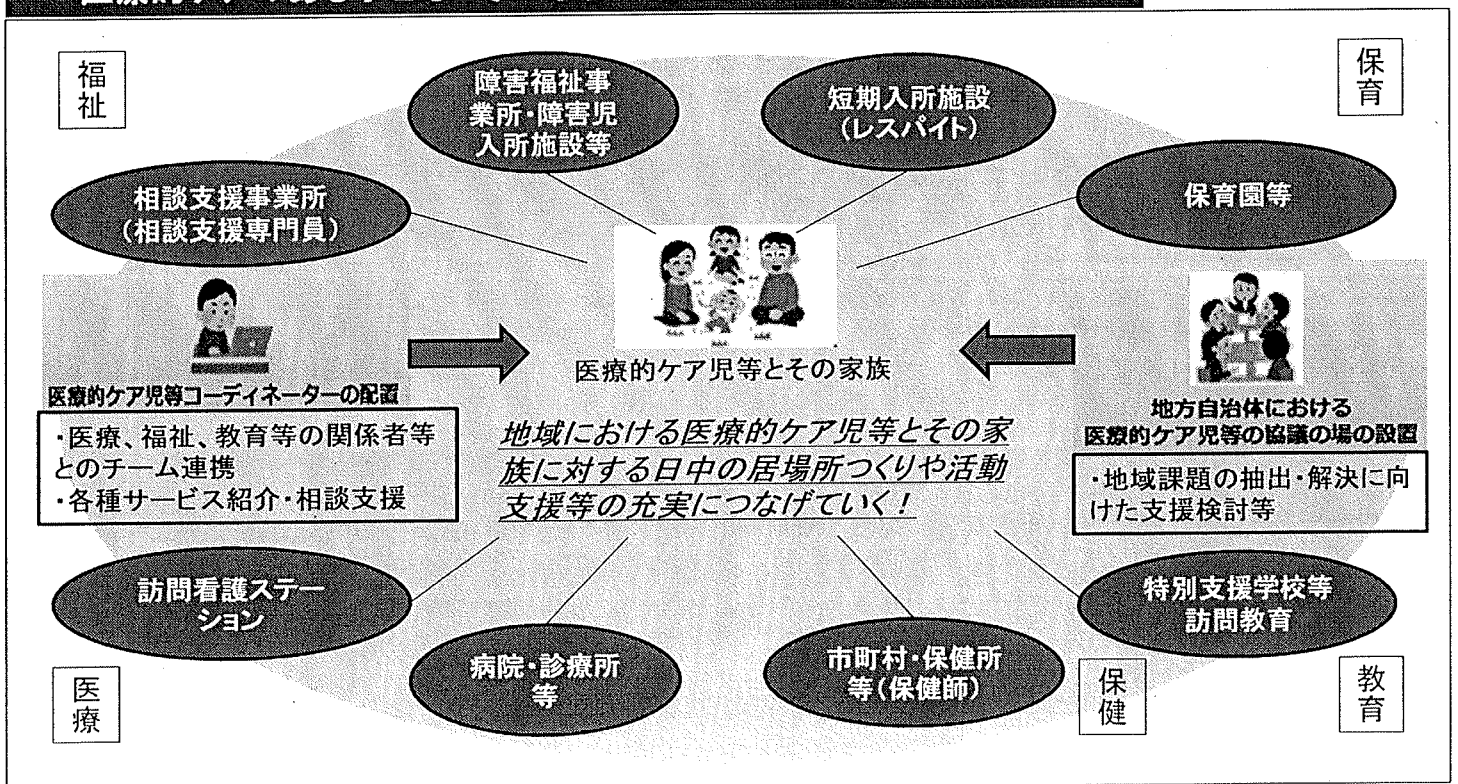 福
祉
障害福祉事
業所・障害児
入所施設等
短期入所施設
(レスパイト)
保
育
相談支援事業所
(相談支援専門員)
保育園等
医療的ケア児等とその家族
医療的ケア児等コーディネーターの配置
・医療、福祉、教育等の関係者等
とのチーム連携
・各種サービス紹介・相談支援
地域における医療的ケア児等とその家
族に対する日中の居場所つくりや活動
支援等の充実につなげていく！
地方自治体における
医療的ケア児等の協議の場の設置
・地域課題の抽出・解決に向
けた支援検討等
訪問看護ステー
ション
病院・診療所
等
市町村・保健所
等(保健師)
特別支援学校等
訪問教育
医
療
保
健
教
育